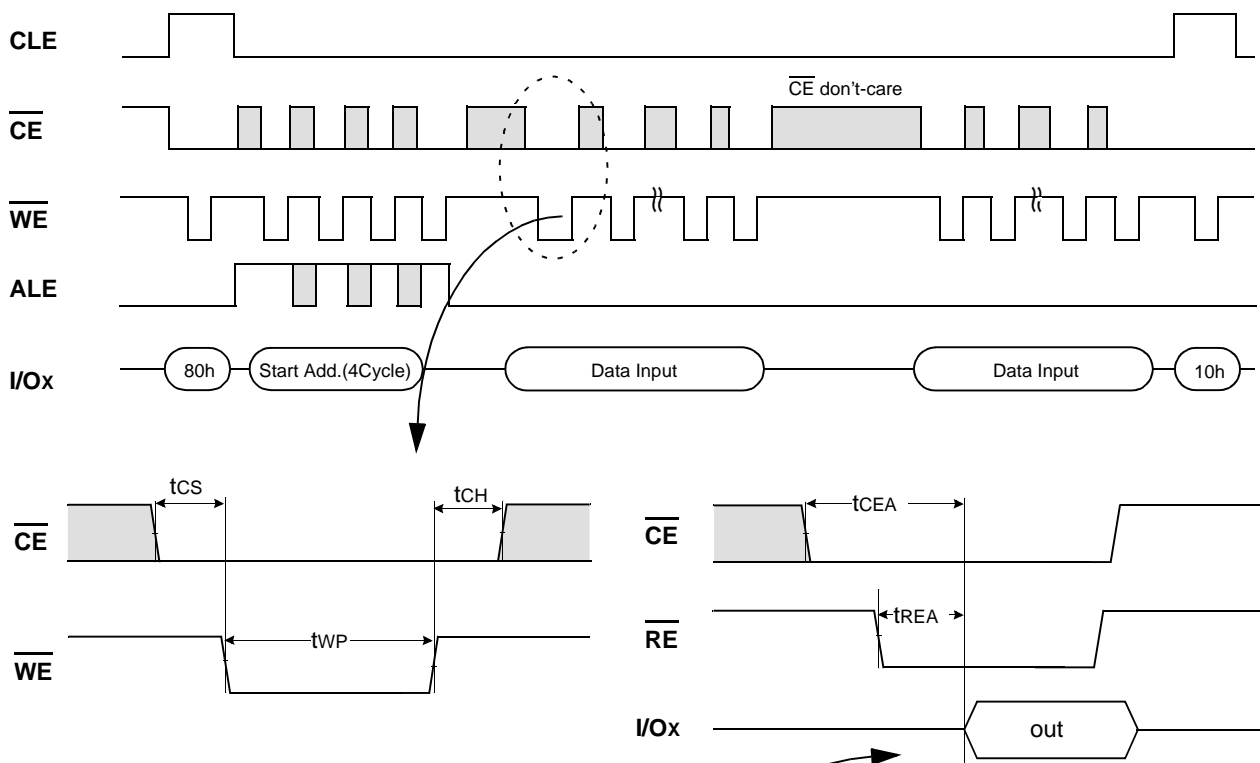 CLE
CE don't-care
CE
WE
ALE
I/Ox 80h Start Add.(4Cycle) Data Input Data Input 10h
tCS tCH
CE
tWP
WE
tCEA
CE
tREA
RE
I/Ox out